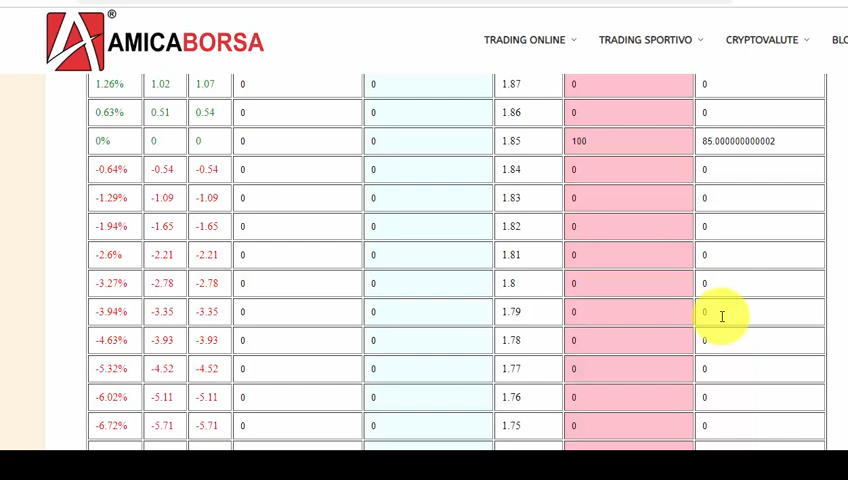 ®
AMICABORSA
TRADING ONLINE TRADING SPORTIVO CRYPTOVALUTE BLO
1.26% 1.02 1.07 0 0 1.87 0 0
0.63% 0.51 0.54 0 0 1.86 0 0
0% 0 0 0 0 1.85 100 85.000000000002
-0.64% -0.54 -0.54 0 0 1.84 0 0
-1.29% -1.09 -1.09 0 0 1.83 0 0
-1.94% -1.65 -1.65 0 0 1.82 0 0
-2.6% -2.21 -2.21 0 0 1.81 0 0
-3.27% -2.78 -2.78 0 0 1.8 0 0
-3.94% -3.35 -3.35 0 0 1.79 0 0
-4.63% -3.93 -3.93 0 0 1.78 0 0
-5.32% -4.52 -4.52 0 0 1.77 0 0
-6.02% -5.11 -5.11 0 0 1.76 0 0
-6.72% -5.71 -5.71 0 0 1.75 0 0